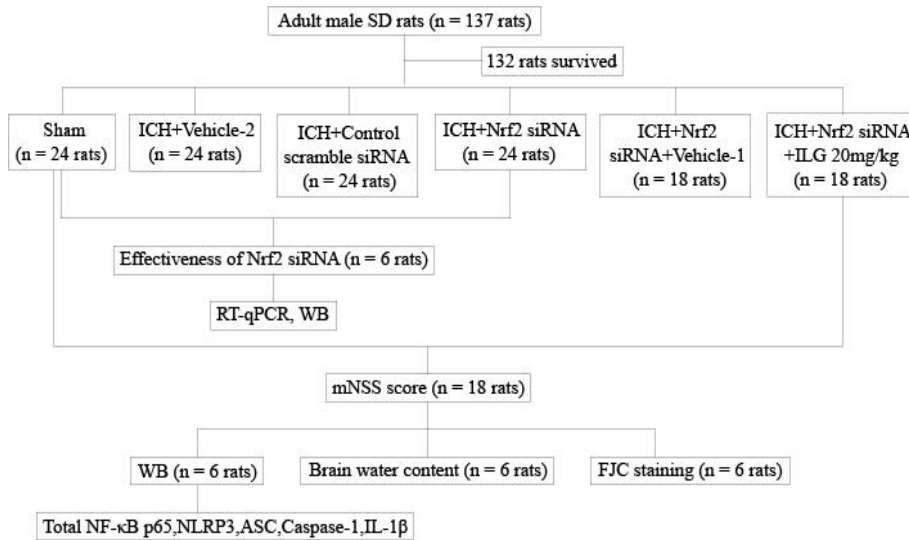 Adult male SD rats (n = 137 rats)
132 rats survived
Sham
(n = 24 rats)
ICH+Vehicle-2
(n = 24 rats)
ICH+Control
scramble siRNA
(n = 24 rats)
ICH+Nrf2 siRNA
(n = 24 rats)
ICH+Nrf2
siRNA+Vehicle-1
(n = 18 rats)
ICH+Nrf2 siRNA
+ILG 20mg/kg
(n = 18 rats)
Effectiveness of Nrf2 siRNA (n = 6 rats)
RT-qPCR, WB
mNSS score (n = 18 rats)
WB (n = 6 rats)
Brain water content (n = 6 rats)
FJC staining (n = 6 rats)
Total NF-κB p65,NLRP3,ASC,Caspase-1,IL-1β